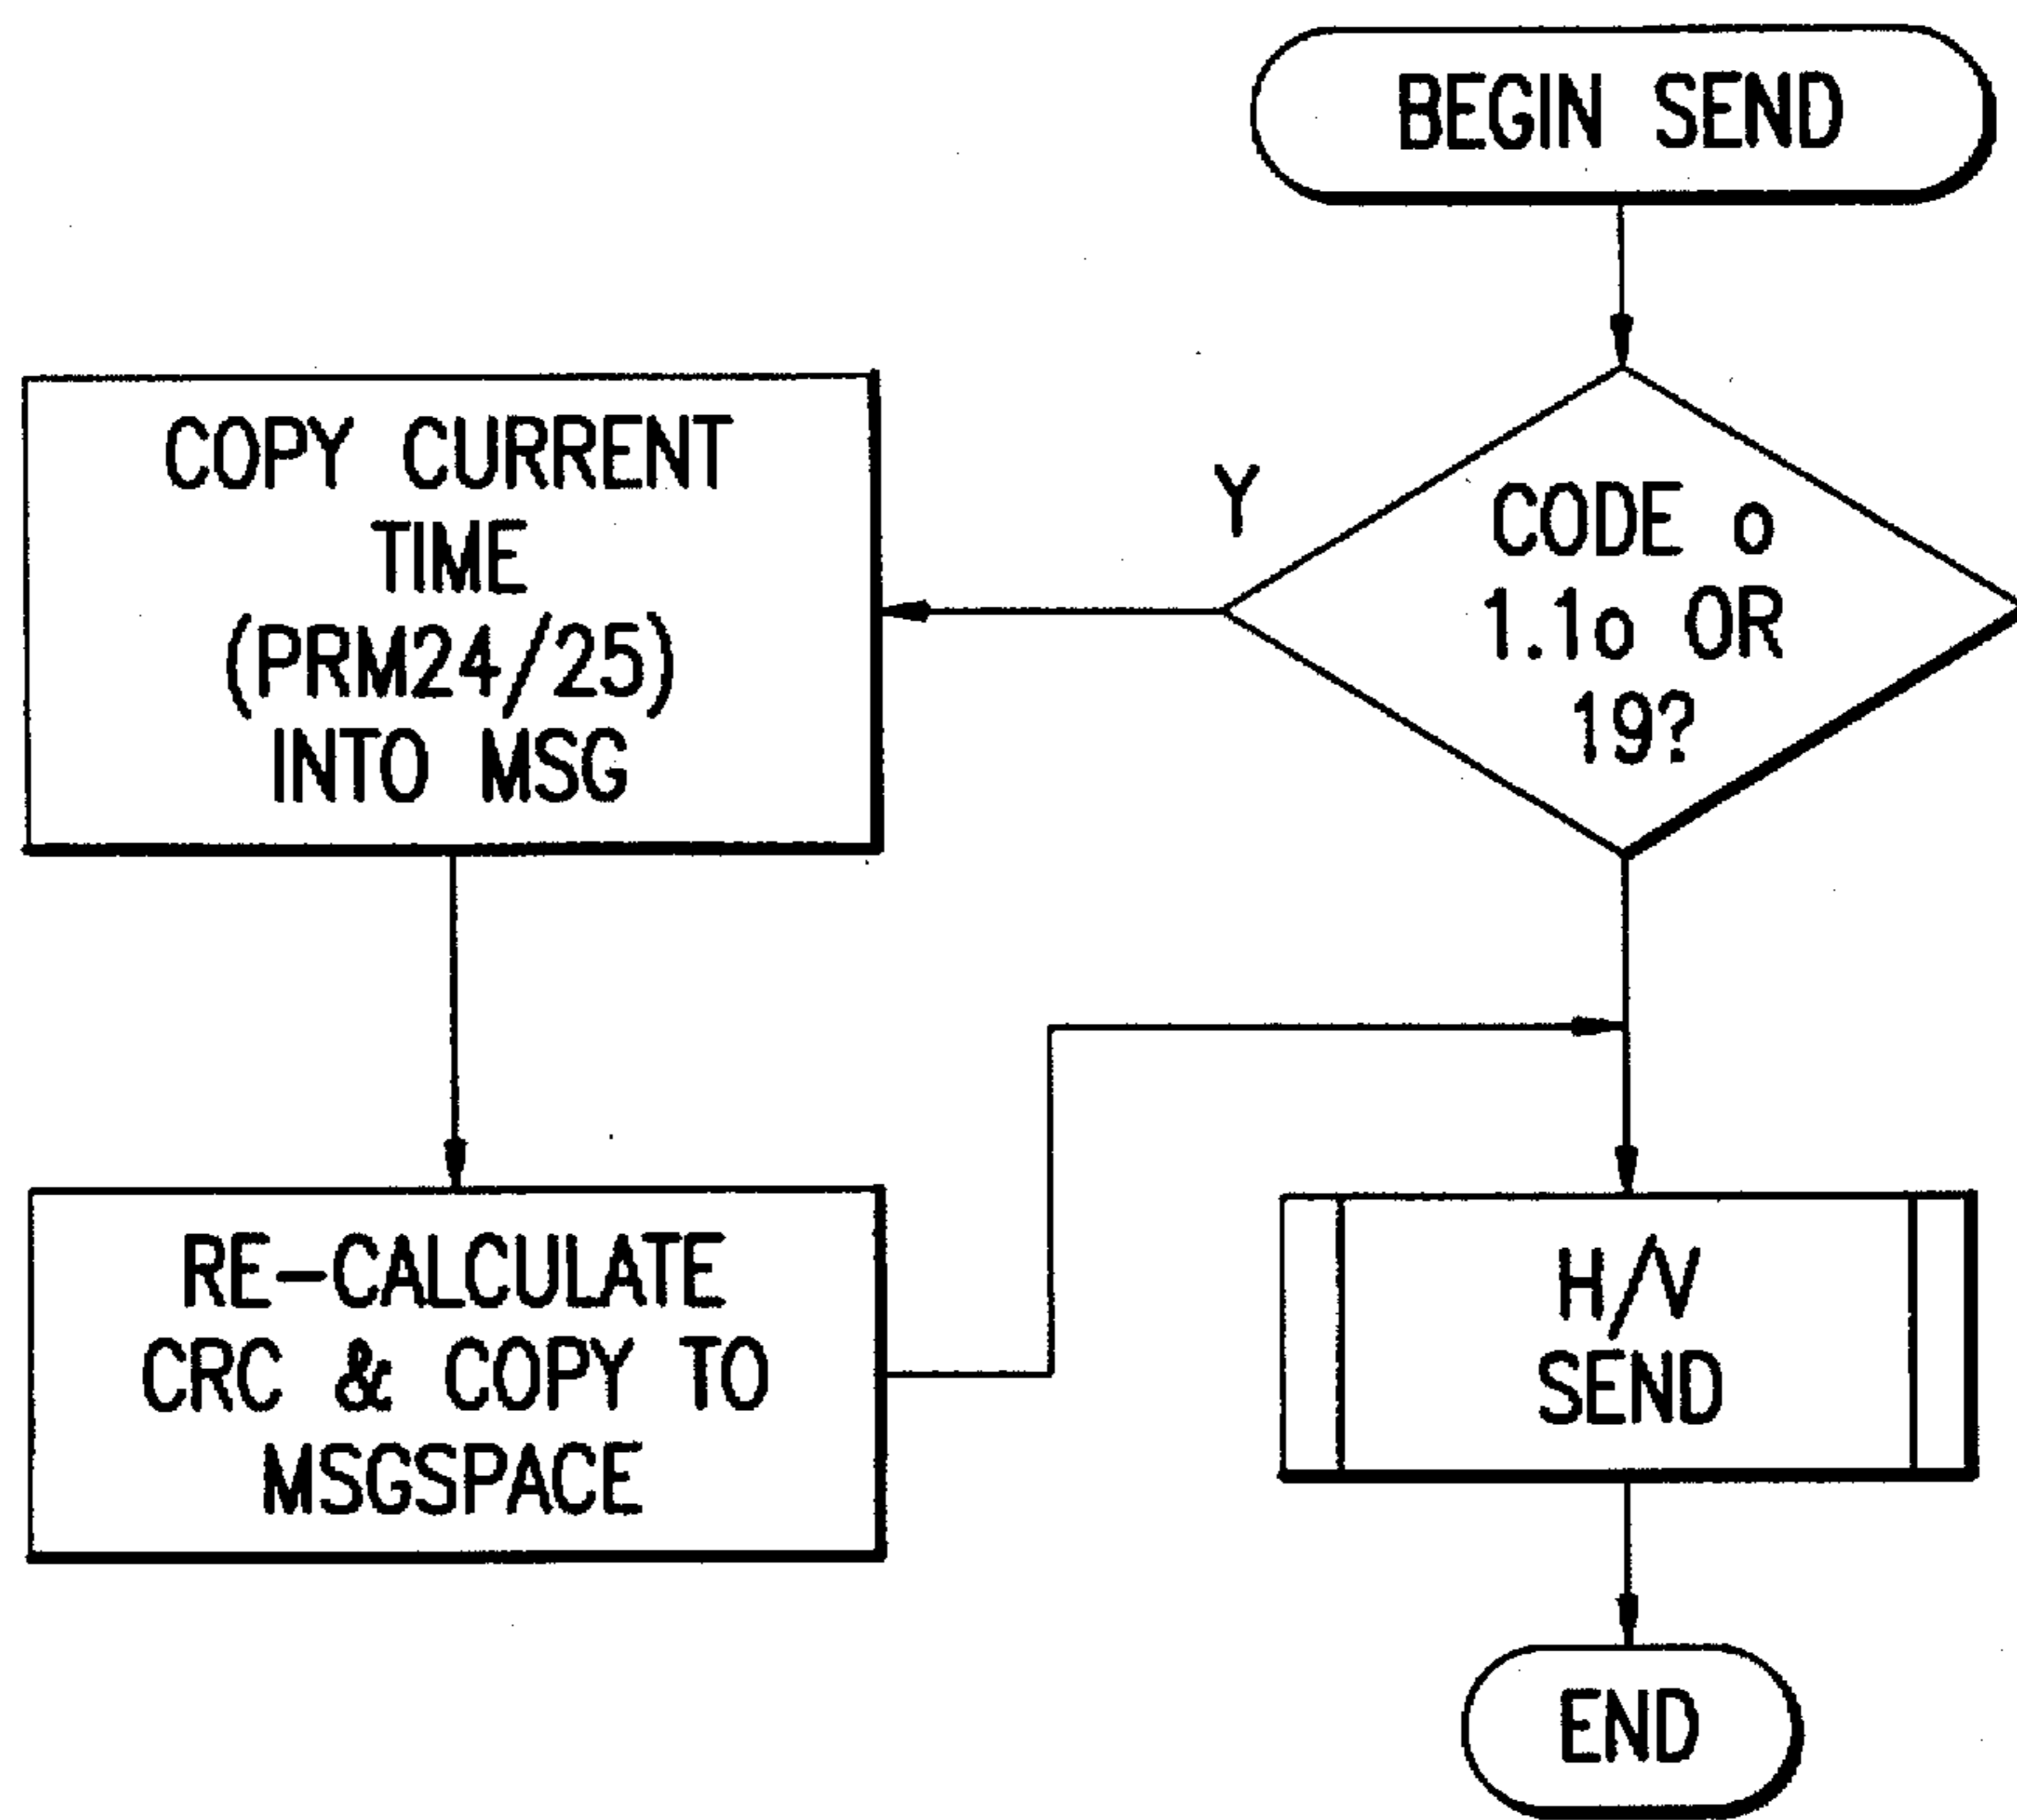 BEGIN SEND
CODE o
1.1o OR
19?
Y
COPY CURRENT
TIME
(PRM24/25)
INTO MSG
RE-CALCULATE
CRC & COPY TO
MSGSPACE
H/V
SEND
END